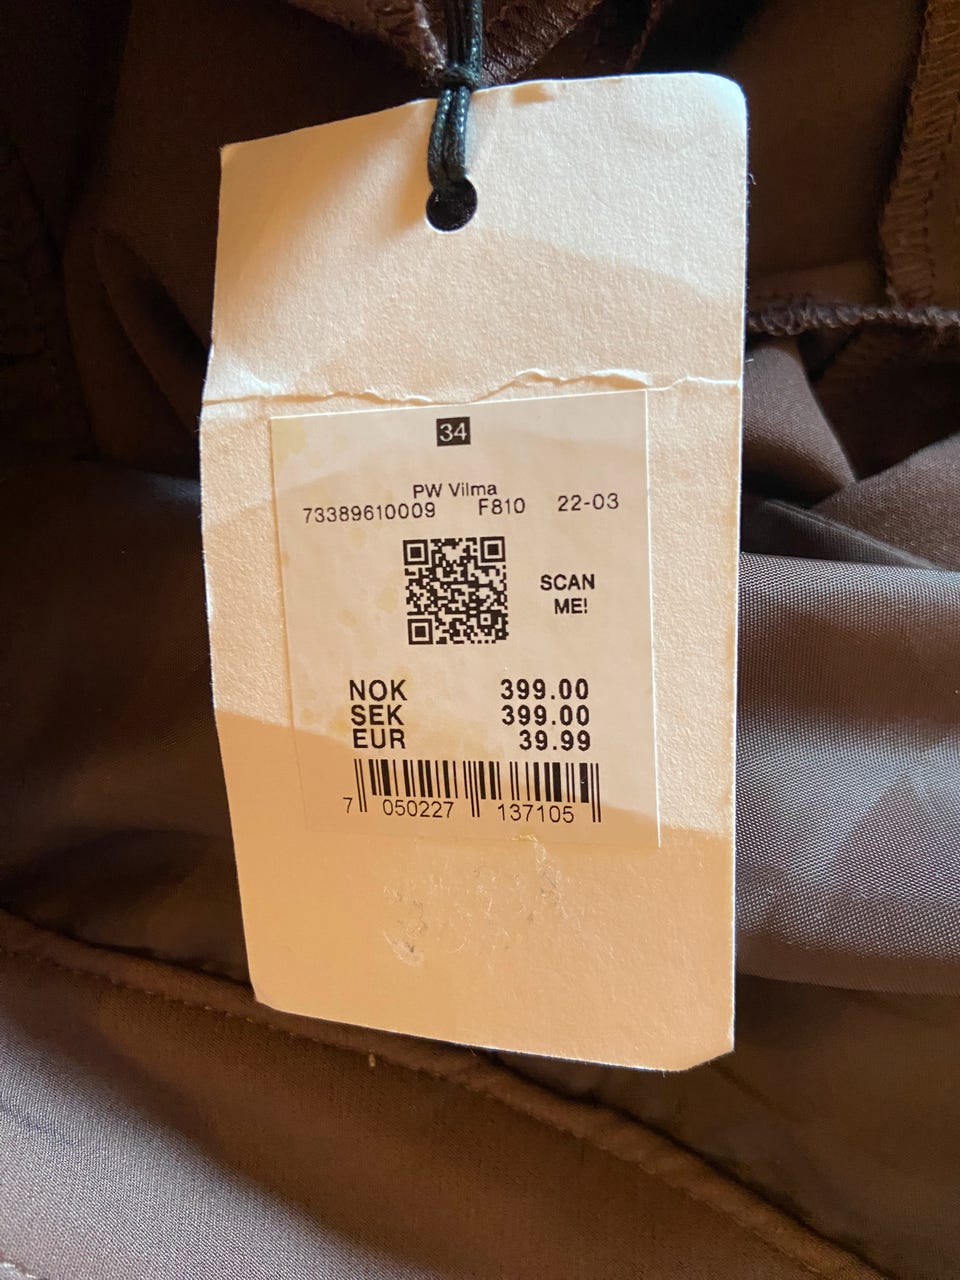 34
PW Vilma
73389610009 F810 22-03
SCAN
ME!
NOK 399.00
SEK 399.00
EUR 39.99
7 050227 137105